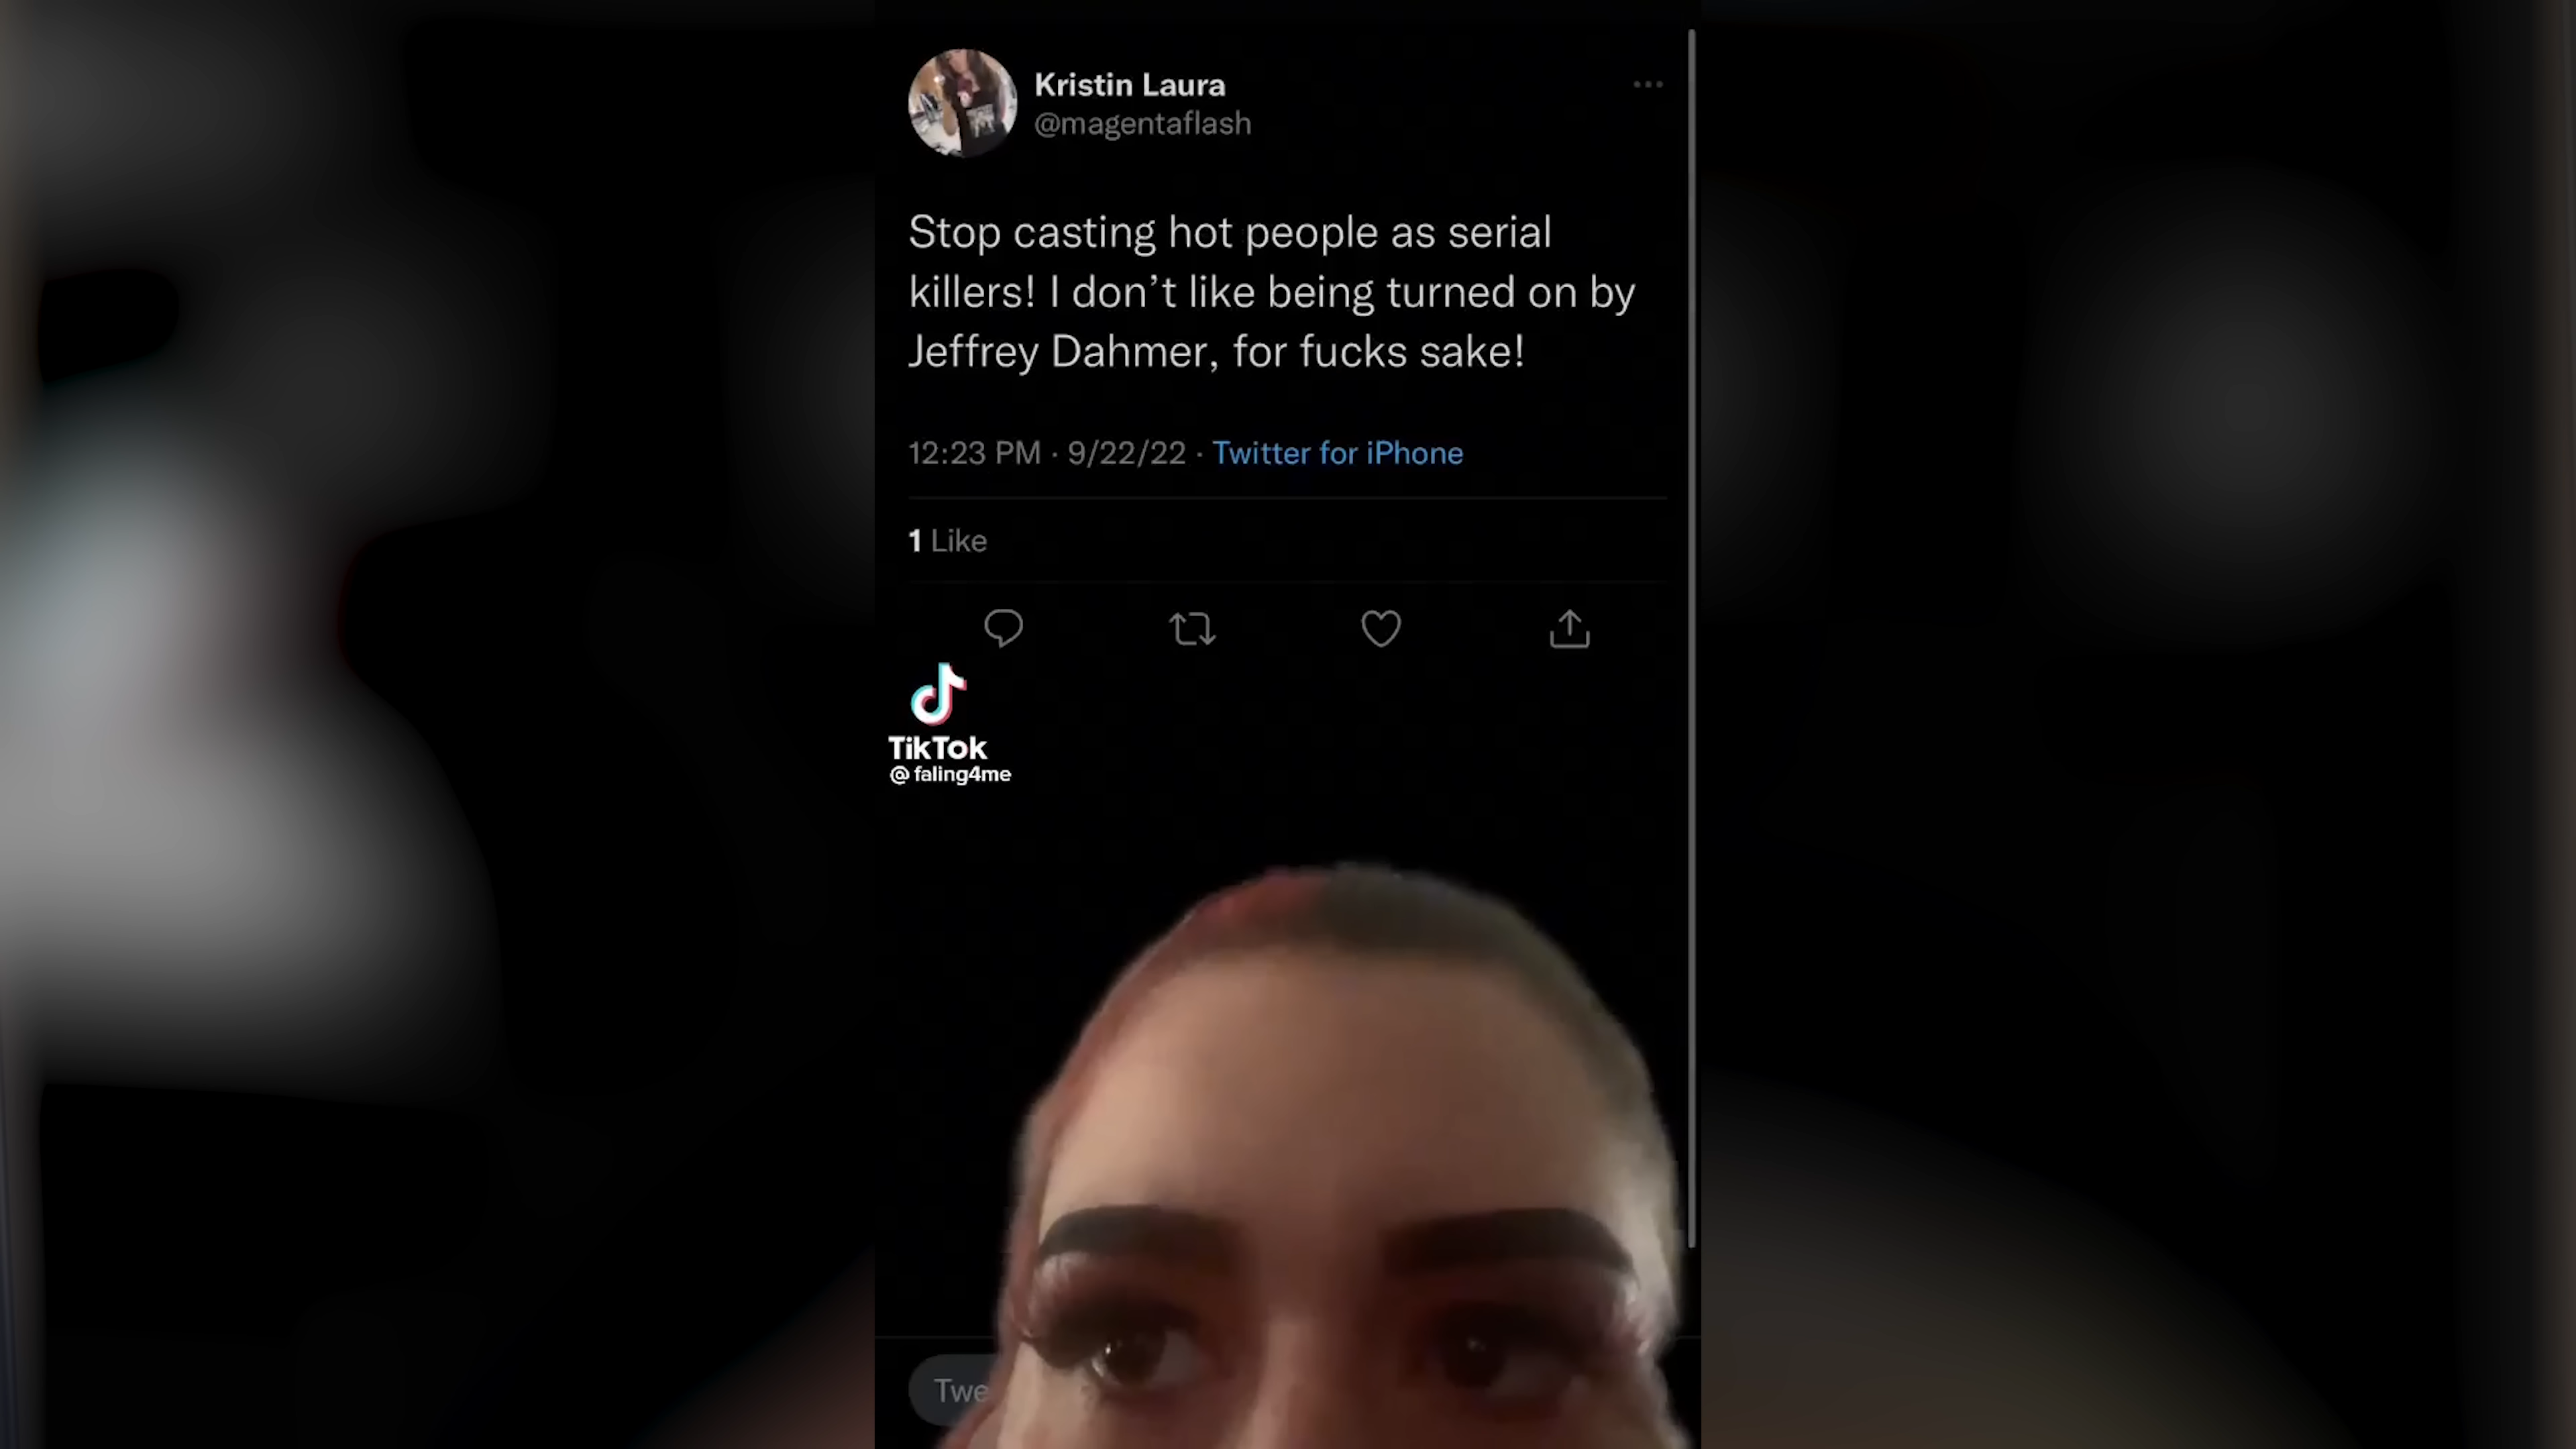 Kristin Laura
@magentaflash
Stop casting hot people as serial
killers! I don’t like being turned on by
Jeffrey Dahmer, for fucks sake!
12:23 PM · 9/22/22 · Twitter for iPhone
1 Like
TikTok
@faling4me
Twe